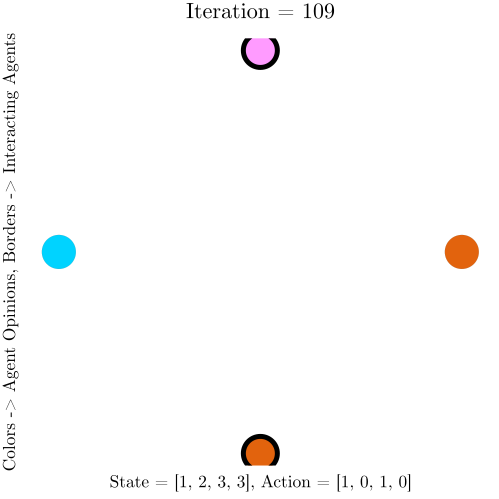 Iteration = 109
Colors -> Agent Opinions, Borders -> Interacting Agents
State = [1, 2, 3, 3], Action = [1, 0, 1, 0]